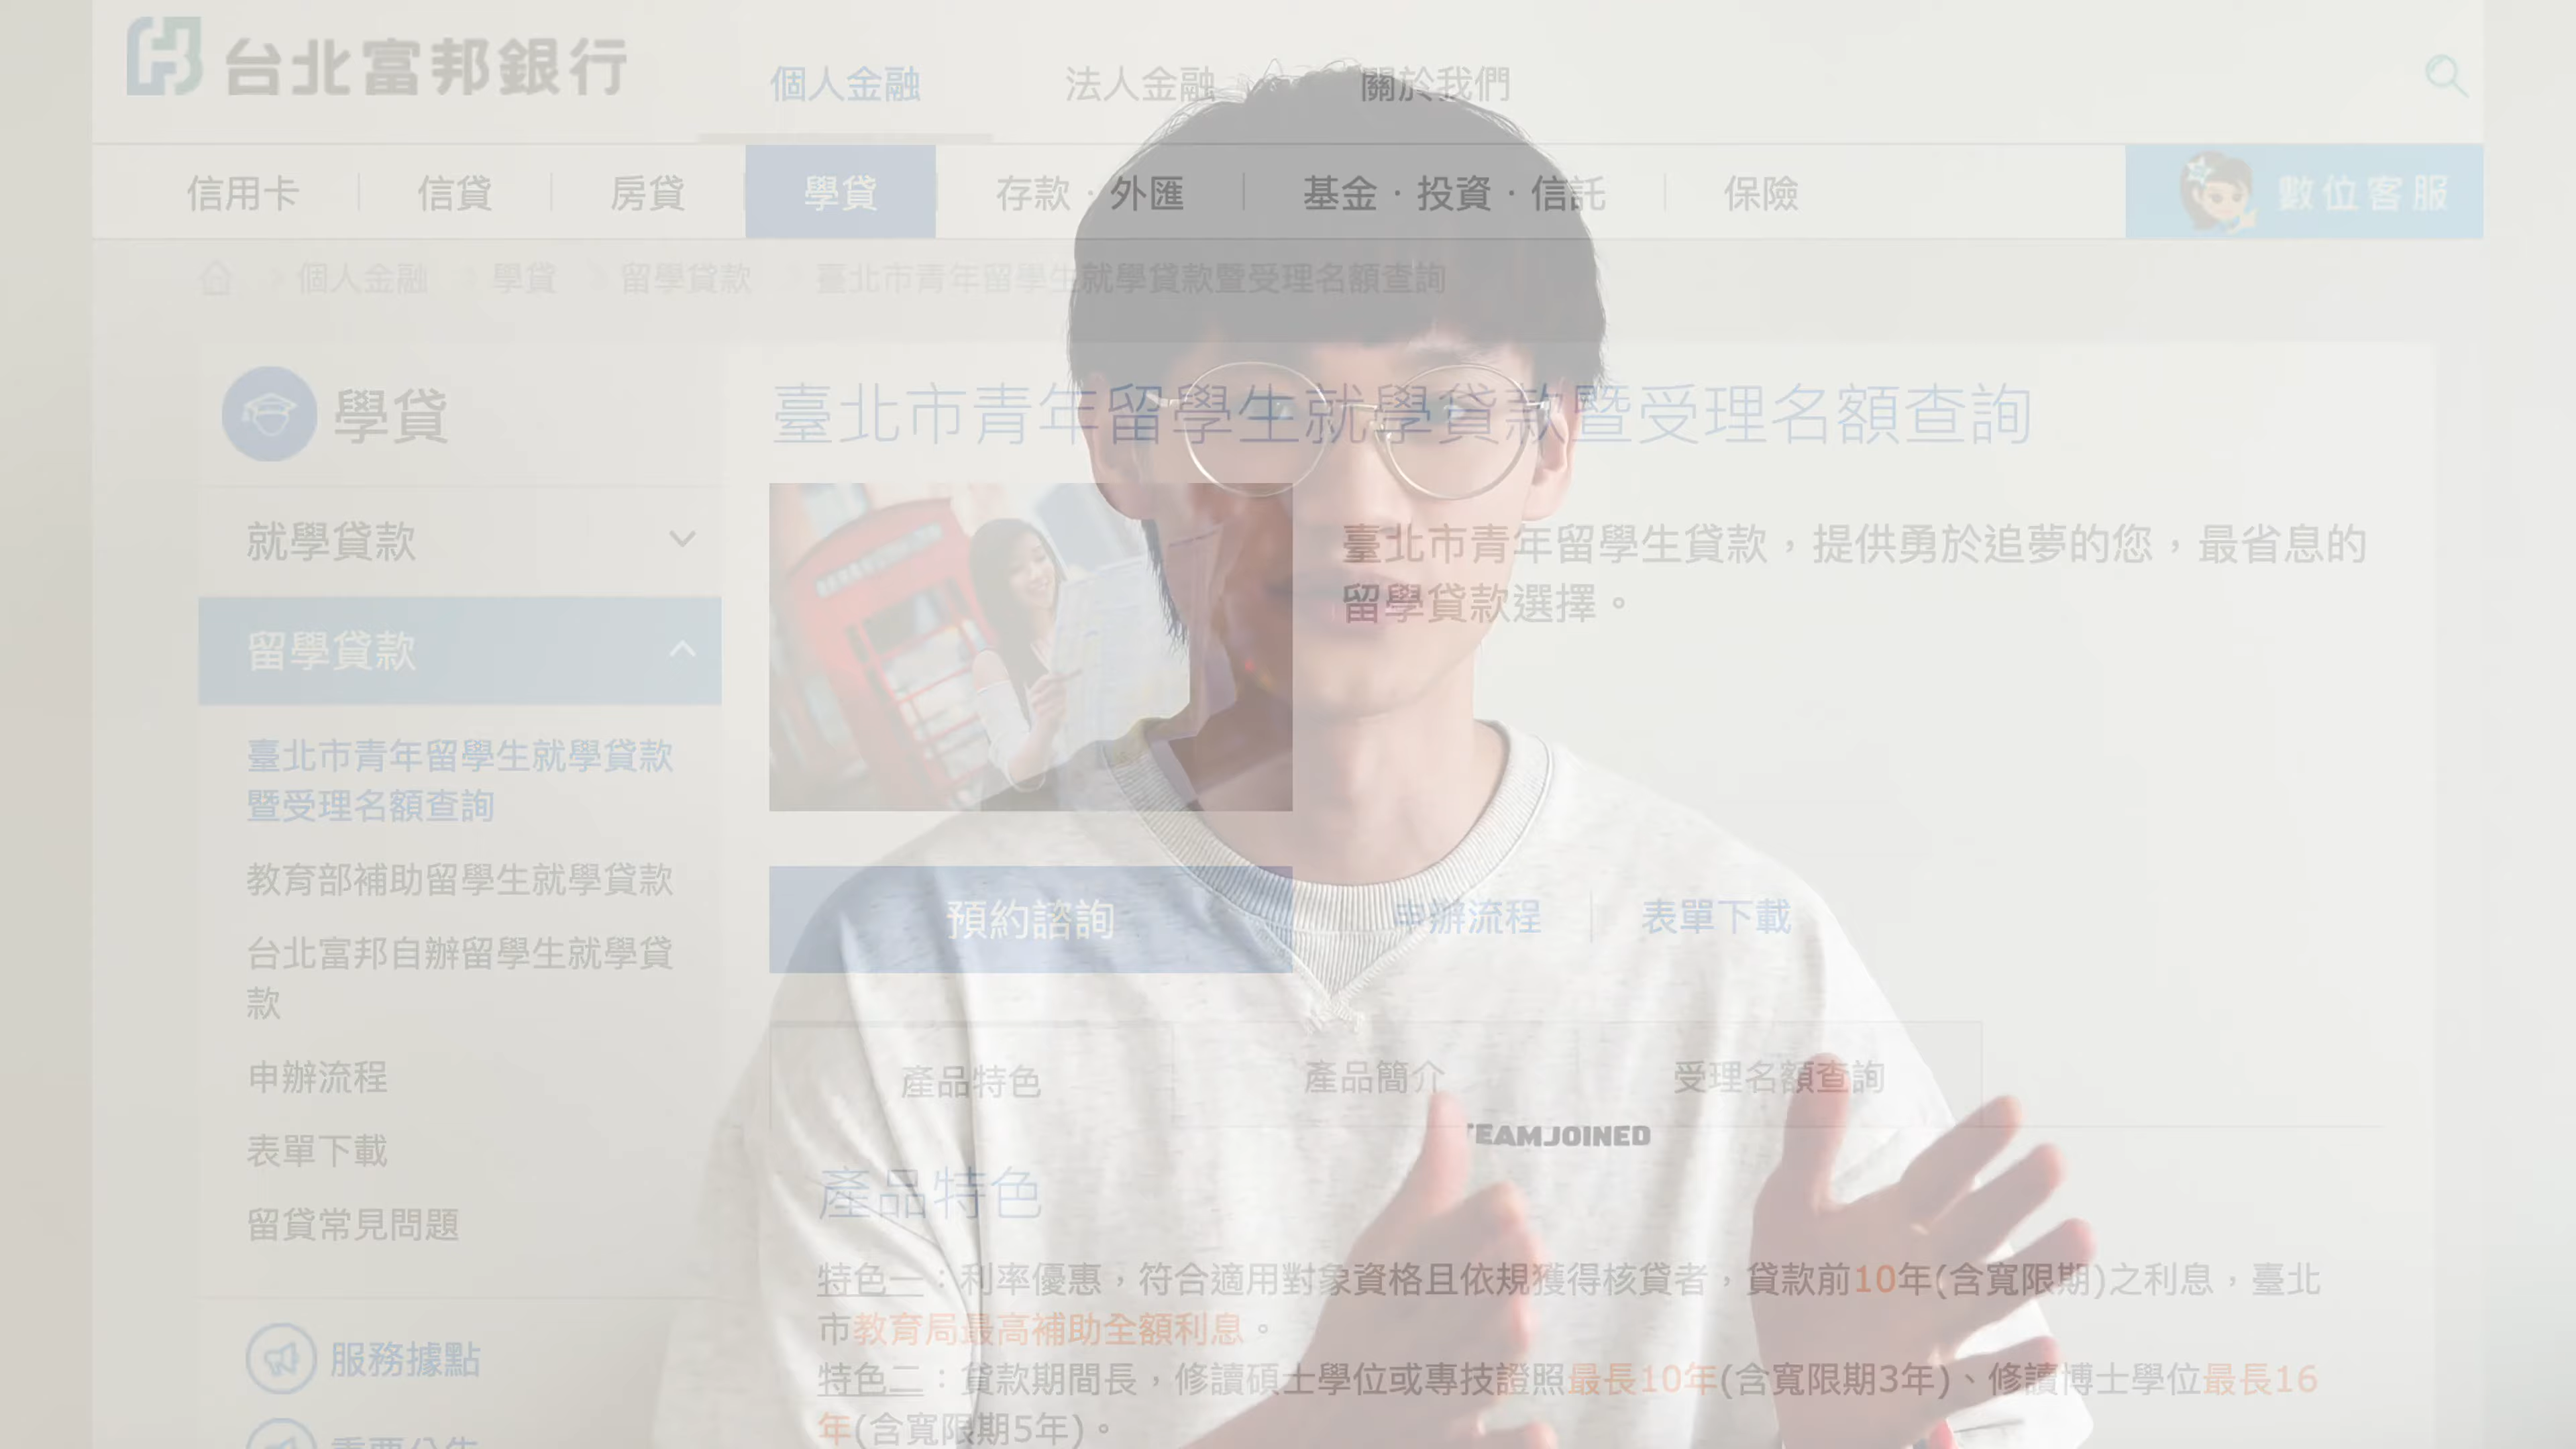 台北富邦銀行
個人金融
法人金融
關於我們
信用卡
信貸
房貸
學貸
存款 · 外匯
基金 · 投資 · 信託
保險
數位客服
個人金融
學貸
留學貸款
臺北市青年留學生就學貸款暨受理名額查詢
學貸
就學貸款
留學貸款
臺北市青年留學生就學貸款
暨受理名額查詢
教育部補助留學生就學貸款
台北富邦自辦留學生就學貸
款
申辦流程
表單下載
留貸常見問題
服務據點
重要公告
臺北市青年留學生就學貸款暨受理名額查詢
臺北市青年留學生貸款，提供勇於追夢的您，最省息的
留學貸款選擇。
預約諮詢
申辦流程
表單下載
產品特色
產品簡介
受理名額查詢
TEAMJOINED
產品特色
特色一：利率優惠，符合適用對象資格且依規獲得核貸者，貸款前10年(含寬限期)之利息，臺北
市教育局最高補助全額利息。
特色二：貸款期間長，修讀碩士學位或專技證照最長10年(含寬限期3年)、修讀博士學位最長16
年(含寬限期5年)。